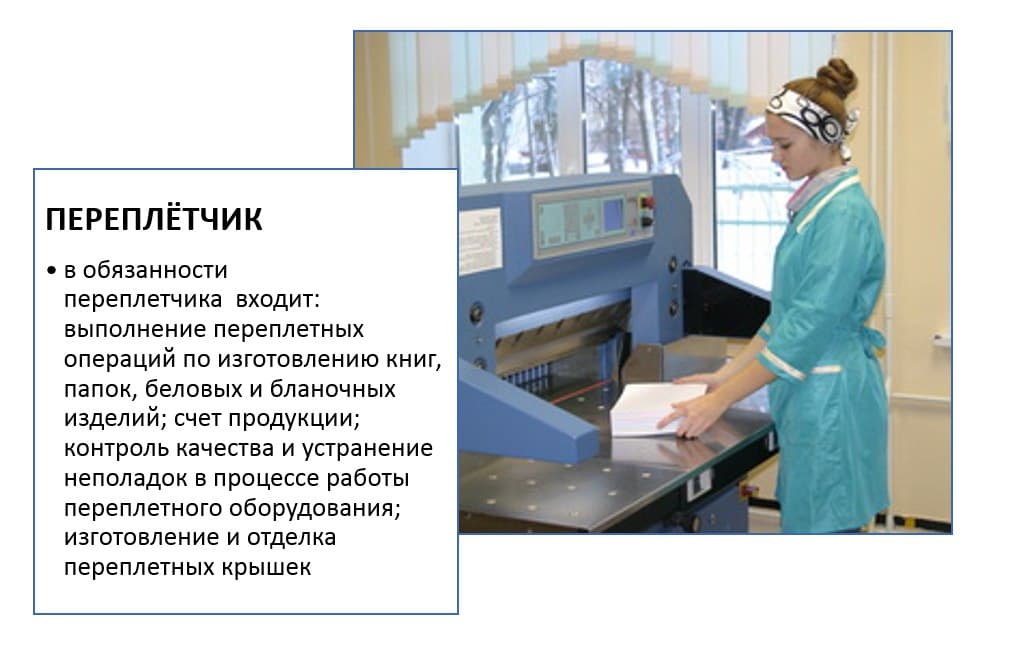 ПЕРЕПЛЁТЧИК
• в обязанности
переплетчика  входит:
выполнение переплетных
операций по изготовлению книг,
папок, беловых и бланочных
изделий; счет продукции;
контроль качества и устранение
неполадок в процессе работы
переплетного оборудования;
изготовление и отделка
переплетных крышек